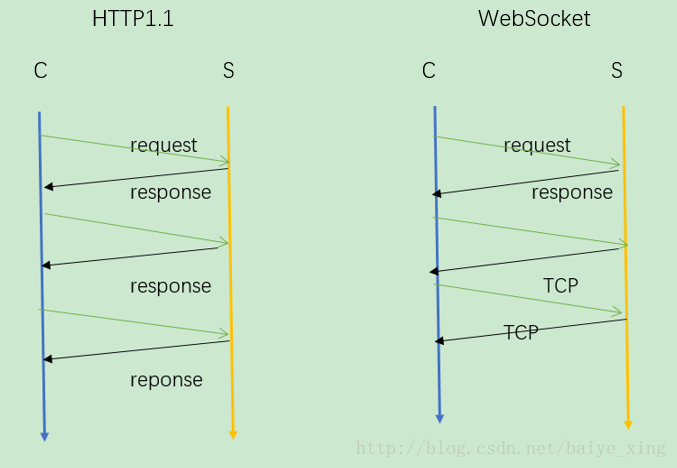 HTTP1.1
C
S
request
response
response
reponse
WebSocket
C
S
request
response
TCP
TCP
http://blog.csdn.net/baiye_xing